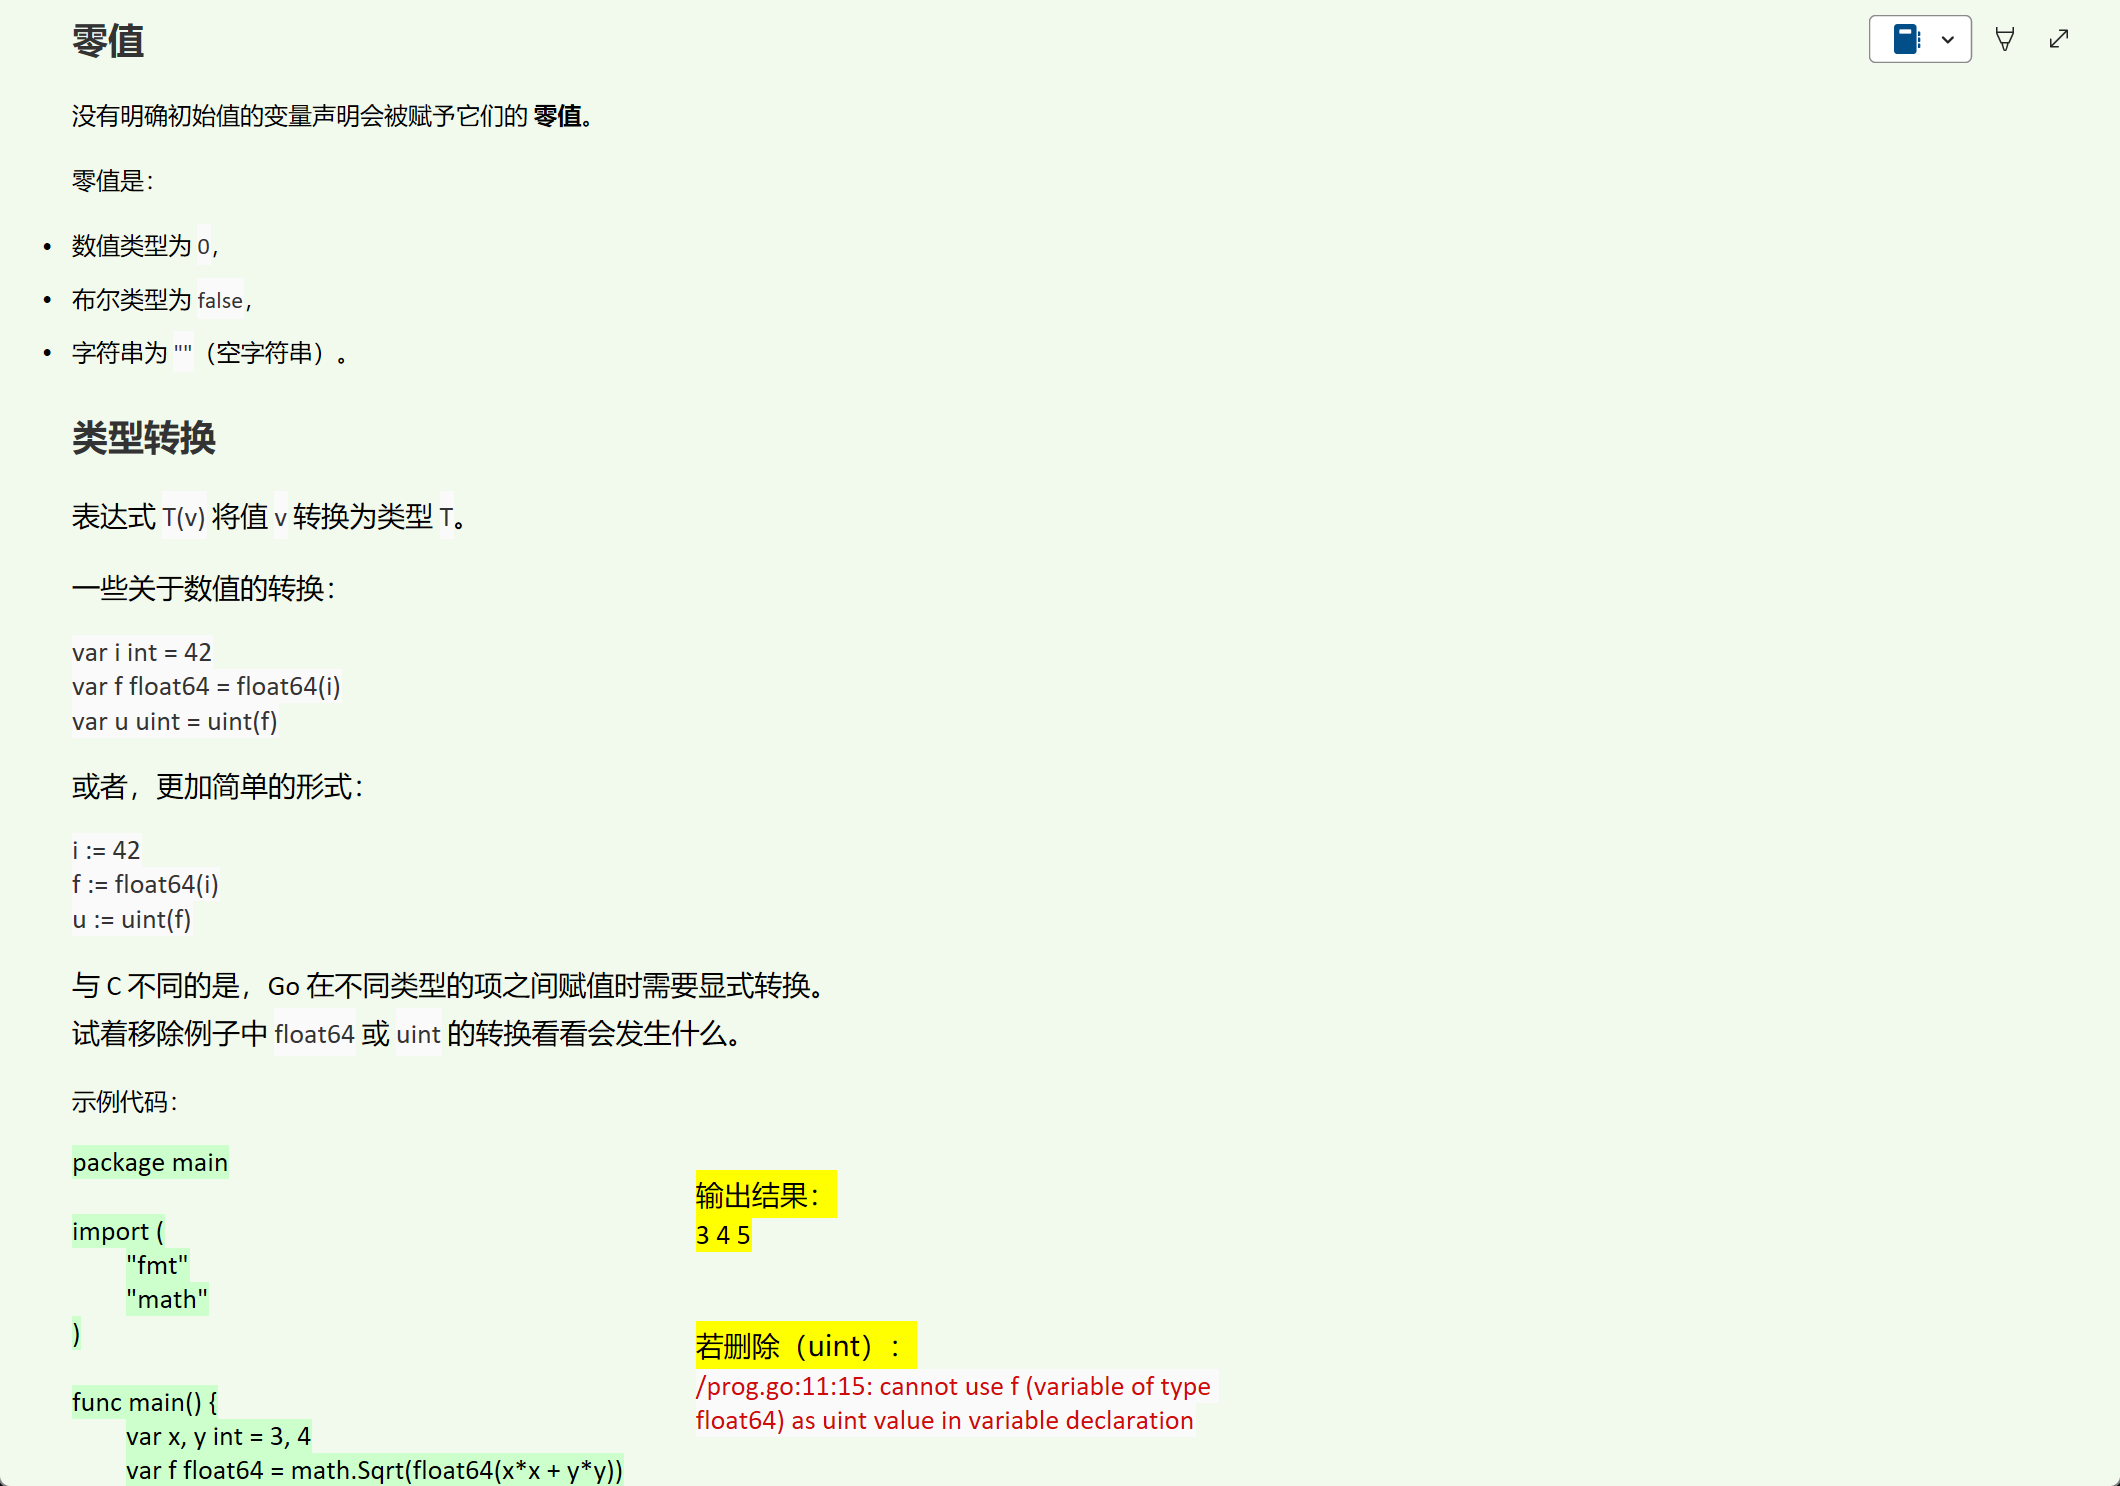 零值
没有明确初始值的变量声明会被赋予它们的 零值。
零值是：
• 数值类型为 0，
• 布尔类型为 false，
• 字符串为 ""（空字符串）。
类型转换
表达式 T(v) 将值 v 转换为类型 T。
一些关于数值的转换：
var i int = 42
var f float64 = float64(i)
var u uint = uint(f)
或者，更加简单的形式：
i := 42
f := float64(i)
u := uint(f)
与 C 不同的是，Go 在不同类型的项之间赋值时需要显式转换。
试着移除例子中 float64 或 uint 的转换看看会发生什么。
示例代码：
package main
import (
"fmt"
"math"
)
func main() {
var x, y int = 3, 4
var f float64 = math.Sqrt(float64(x*x + y*y))
输出结果：
3 4 5
若删除（uint）：
/prog.go:11:15: cannot use f (variable of type
float64) as uint value in variable declaration